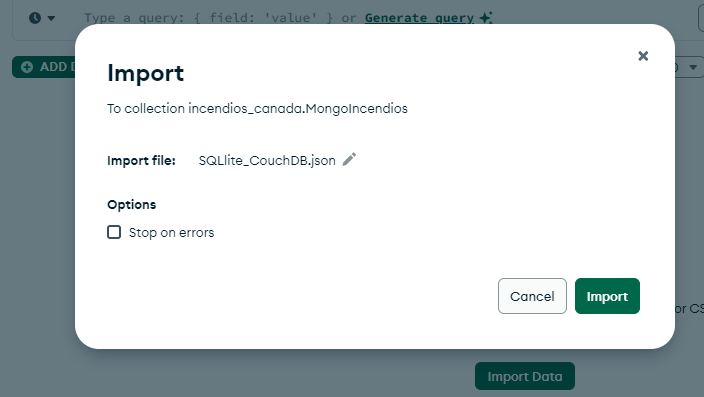 Type a query: { field: 'value' } or Generate query
ADD D
Import
To collection incendios_canada.MongoIncendios
Import file: SQLlite_CouchDB.json
Options
Stop on errors
Cancel
Import
or CS
Import Data